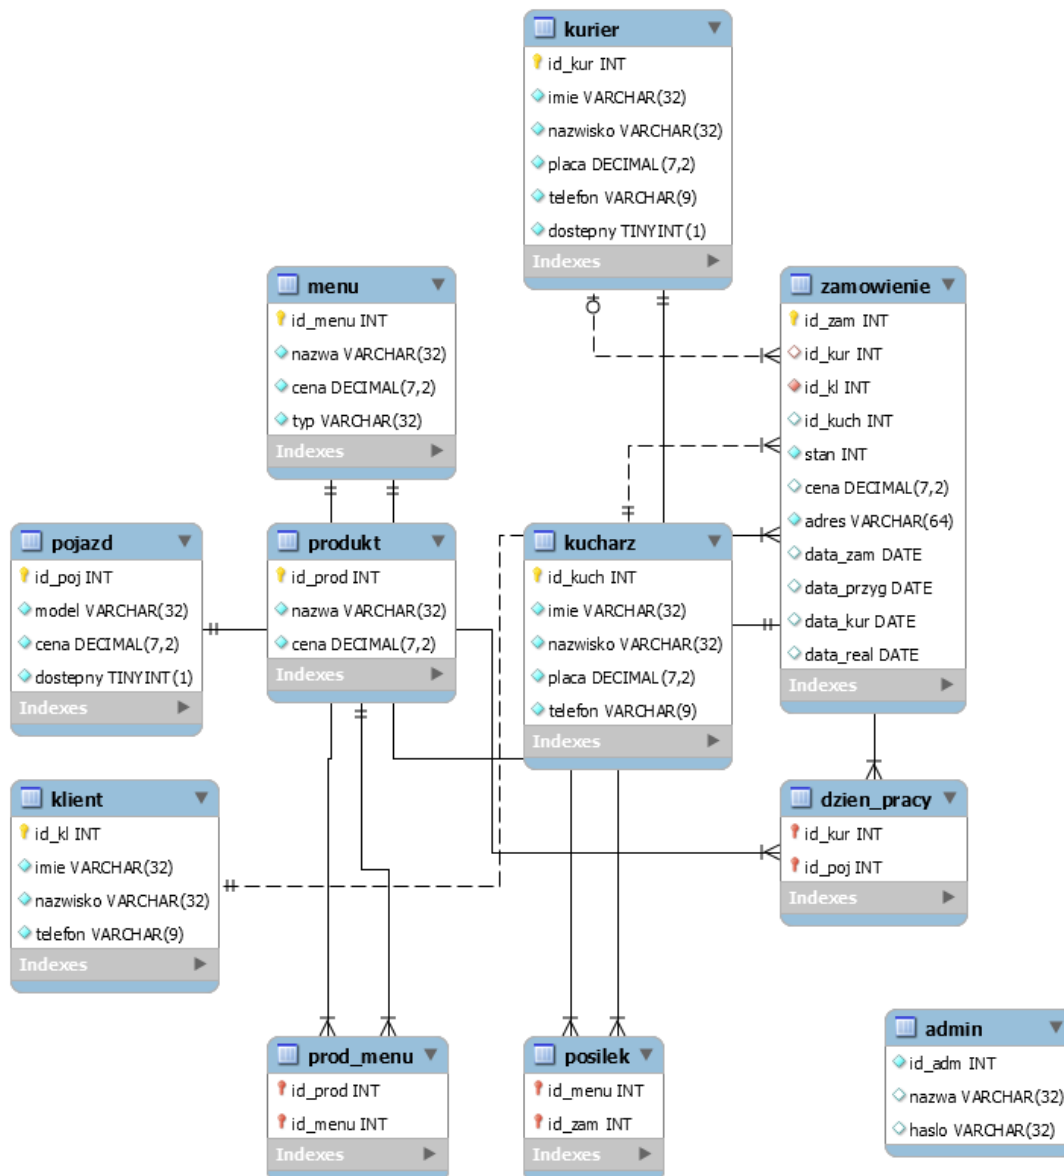 kurier
id_kur INT
imie VARCHAR(32)
nazwisko VARCHAR(32)
placa DECIMAL(7,2)
telefon VARCHAR(9)
dostepny TINYINT(1)
Indexes
menu
id_menu INT
nazwa VARCHAR(32)
cena DECIMAL(7,2)
typ VARCHAR(32)
Indexes
zamowienie
id_zam INT
id_kur INT
id_kl INT
id_kuch INT
stan INT
cena DECIMAL(7,2)
adres VARCHAR(64)
data_zam DATE
data_przyg DATE
data_kur DATE
data_real DATE
Indexes
pojazd
id_poj INT
model VARCHAR(32)
cena DECIMAL(7,2)
dostepny TINYINT(1)
Indexes
produkt
id_prod INT
nazwa VARCHAR(32)
cena DECIMAL(7,2)
Indexes
kucharz
id_kuch INT
imie VARCHAR(32)
nazwisko VARCHAR(32)
placa DECIMAL(7,2)
telefon VARCHAR(9)
Indexes
klient
id_kl INT
imie VARCHAR(32)
nazwisko VARCHAR(32)
telefon VARCHAR(9)
Indexes
dzien_pracy
id_kur INT
id_poj INT
Indexes
prod_menu
id_prod INT
id_menu INT
Indexes
posilek
id_menu INT
id_zam INT
Indexes
admin
id_adm INT
nazwa VARCHAR(32)
haslo VARCHAR(32)